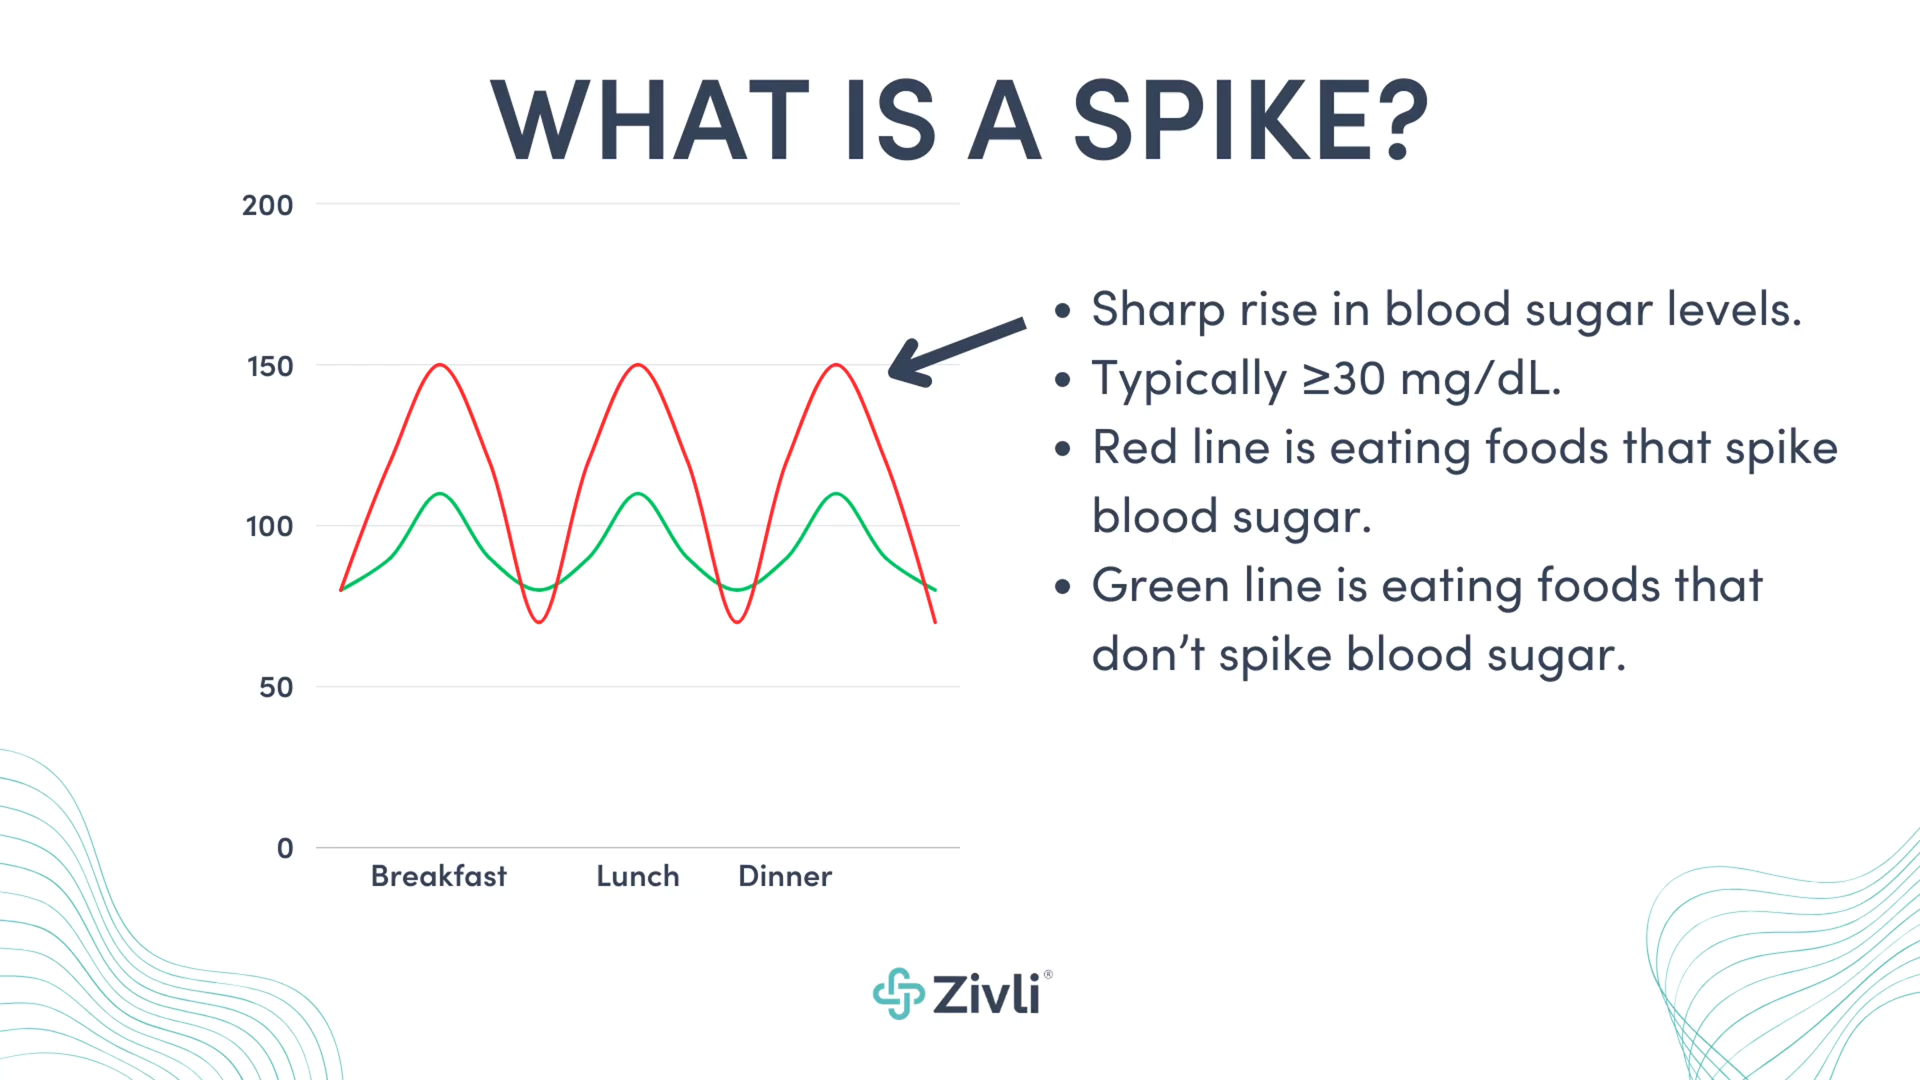 WHAT IS A SPIKE?
200
150
100
50
0
Breakfast Lunch Dinner
• Sharp rise in blood sugar levels.
• Typically ≥30 mg/dL.
• Red line is eating foods that spike
blood sugar.
• Green line is eating foods that
don’t spike blood sugar.
Zivli®